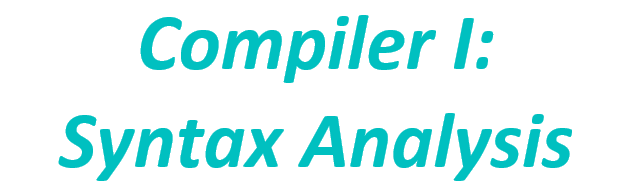 Compiler I:
Syntax Analysis